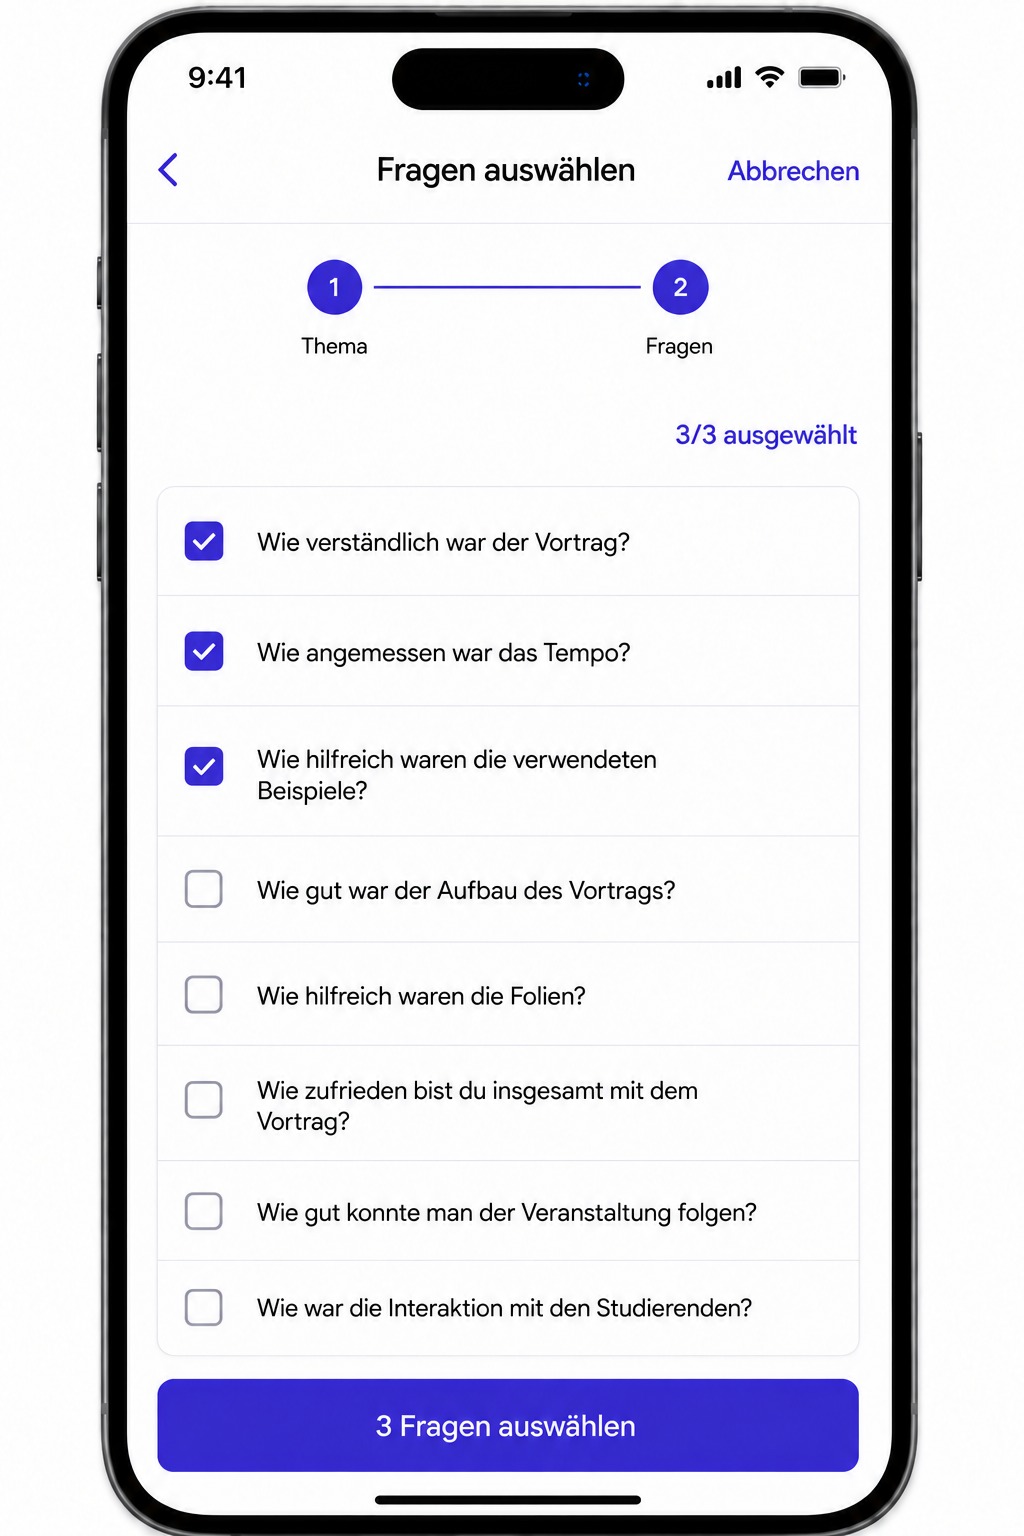 9:41
Fragen auswählen
Abbrechen
1
2
Thema
Fragen
3/3 ausgewählt
Wie verständlich war der Vortrag?
Wie angemessen war das Tempo?
Wie hilfreich waren die verwendeten
Beispiele?
Wie gut war der Aufbau des Vortrags?
Wie hilfreich waren die Folien?
Wie zufrieden bist du insgesamt mit dem
Vortrag?
Wie gut konnte man der Veranstaltung folgen?
Wie war die Interaktion mit den Studierenden?
3 Fragen auswählen